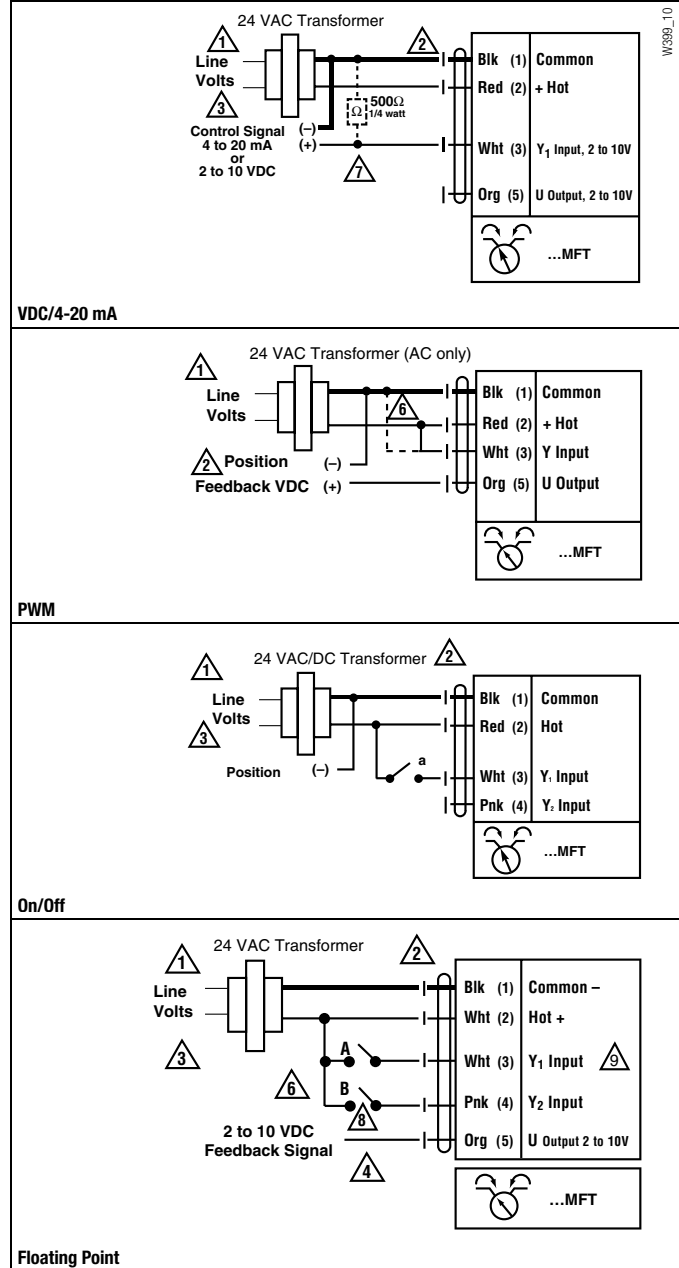 W399_10
24 VAC Transformer
1
Line
Volts
3
2
Blk (1) Common
Red (2) + Hot
Ω 500Ω
1/4 watt
Control Signal
4 to 20 mA
or
2 to 10 VDC
(–)
(+)
7
Wht (3) Y1 Input, 2 to 10V
Org (5) U Output, 2 to 10V
...MFT
VDC/4-20 mA
24 VAC Transformer (AC only)
1
Line
Volts
6
Blk (1) Common
Red (2) + Hot
Wht (3) Y Input
2 Position (–)
Feedback VDC (+)
Org (5) U Output
...MFT
PWM
24 VAC/DC Transformer 2
1
Line
Volts
3
Blk (1) Common
Red (2) Hot
Position (–)
a
Wht (3) Y1 Input
Pnk (4) Y2 Input
...MFT
On/Off
24 VAC Transformer
1
2
Line
Volts
3
Blk (1) Common –
Wht (2) Hot +
A
Wht (3) Y1 Input 9
6
B
8
Pnk (4) Y2 Input
2 to 10 VDC
Feedback Signal
4
Org (5) U Output 2 to 10V
...MFT
Floating Point